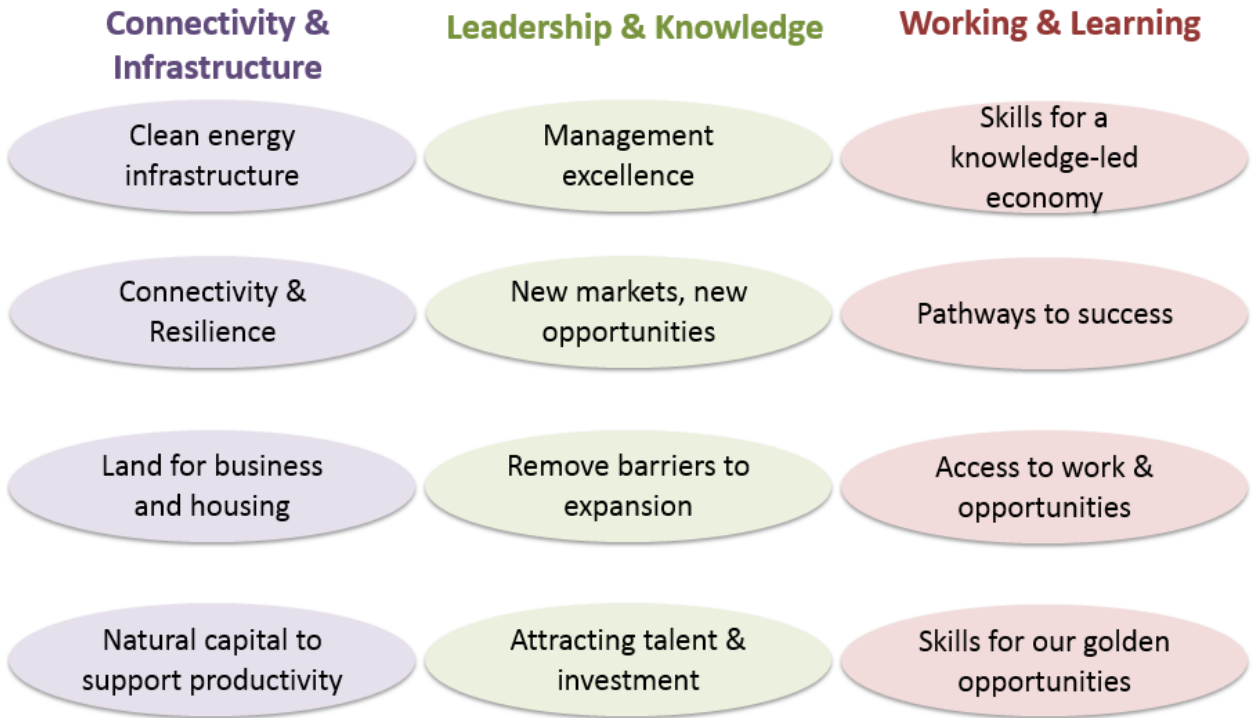 Connectivity &
Infrastructure
Leadership & Knowledge
Working & Learning
Clean energy
infrastructure
Management
excellence
Skills for a
knowledge-led
economy
Connectivity &
Resilience
New markets, new
opportunities
Pathways to success
Land for business
and housing
Remove barriers to
expansion
Access to work &
opportunities
Natural capital to
support productivity
Attracting talent &
investment
Skills for our golden
opportunities